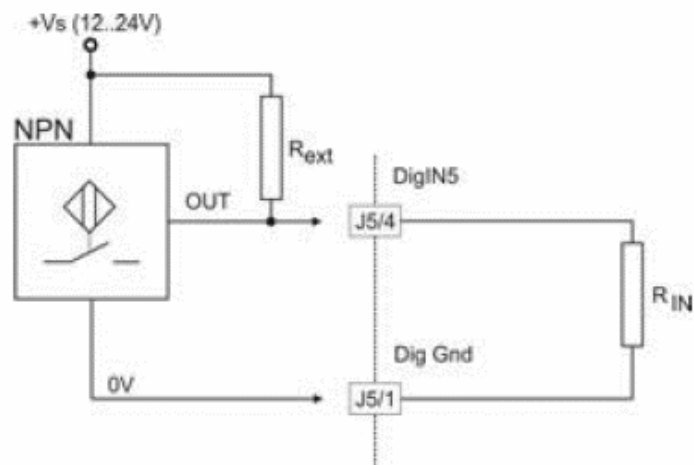 +Vs (12..24V)
NPN
Rext
DigIN5
OUT
J5/4
RIN
Dig Gnd
0V
J5/1